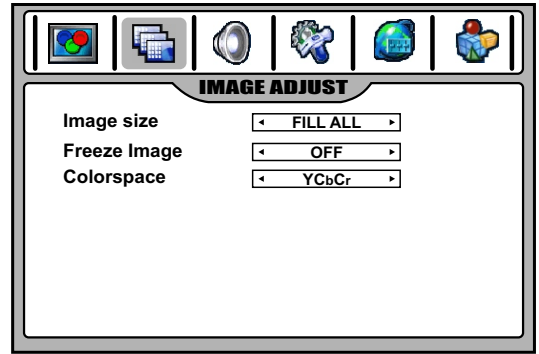 IMAGE ADJUST
Image size ◂ FILL ALL ▸
Freeze Image ◂ OFF ▸
Colorspace ◂ YCbCr ▸